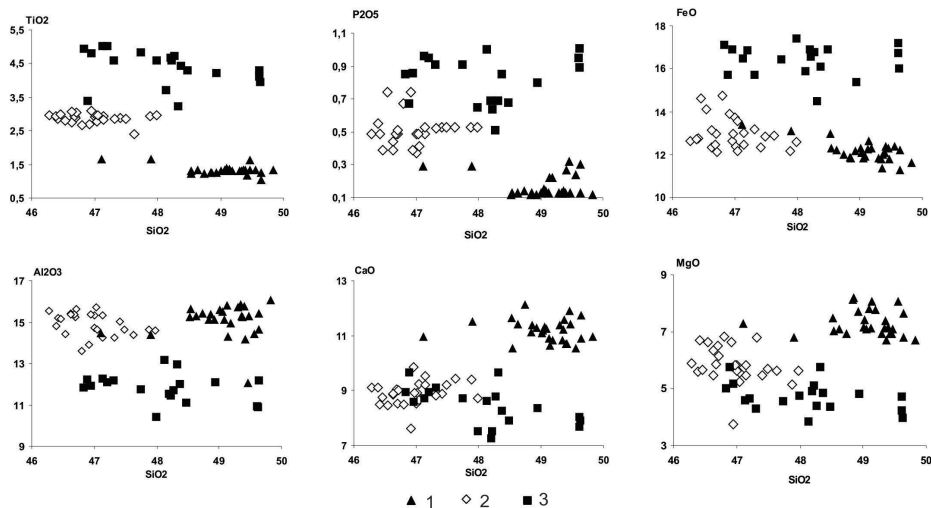 TiO2
5,5
4,5
3,5
2,5
1,5
0,5
46 47 48 49 50
SiO2
P2O5
1,1
0,9
0,7
0,5
0,3
0,1
46 47 48 49 50
SiO2
FeO
18
16
14
12
10
46 47 48 49 50
SiO2
Al2O3
17
15
13
11
9
46 47 48 49 50
SiO2
CaO
13
11
9
7
46 47 48 49 50
SiO2
MgO
9
7
5
3
46 47 48 49 50
SiO2
1 2 3